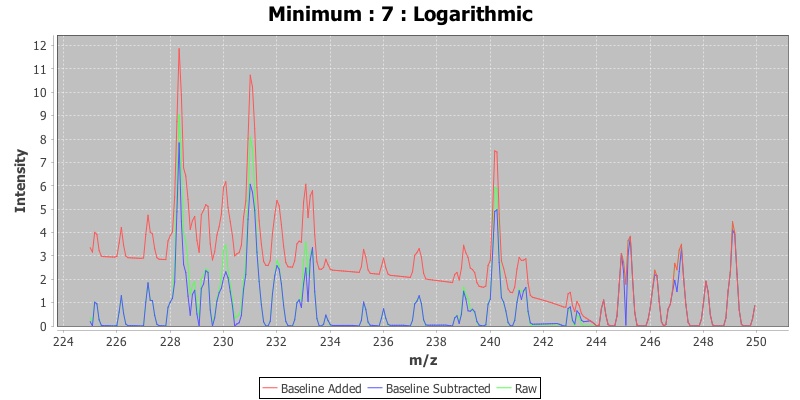 Minimum : 7 : Logarithmic
12
11
10
9
8
7
6
5
4
3
2
1
0
Intensity
224 226 228 230 232 234 236 238 240 242 244 246 248 250
m/z
Baseline Added Baseline Subtracted Raw